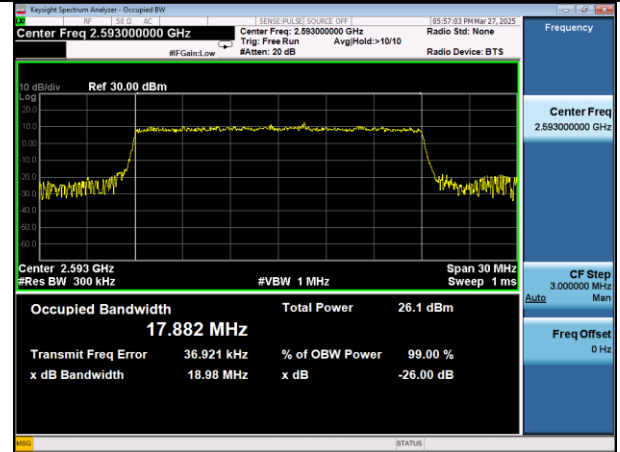 Keysight Spectrum Analyzer - Occupied BW
RF 50 Ω AC SENSE:PULSE SOURCE OFF 05:57:03 PM Mar 27, 2025
Center Freq 2.593000000 GHz
Center Freq: 2.593000000 GHz Radio Std: None
Trig: Free Run Avg|Hold:>10/10
#IFGain:Low #Atten: 20 dB Radio Device: BTS
10 dB/div Ref 30.00 dBm
Log
20.0
10.0
0.00
-10.0
-20.0
-30.0
-40.0
-50.0
-60.0
Center 2.593 GHz Span 30 MHz
#Res BW 300 kHz #VBW 1 MHz Sweep 1 ms
Occupied Bandwidth Total Power 26.1 dBm
17.882 MHz
Transmit Freq Error 36.921 kHz % of OBW Power 99.00 %
x dB Bandwidth 18.98 MHz x dB -26.00 dB
Frequency
Center Freq
2.593000000 GHz
CF Step
3.000000 MHz
Auto Man
Freq Offset
0 Hz
MSG STATUS